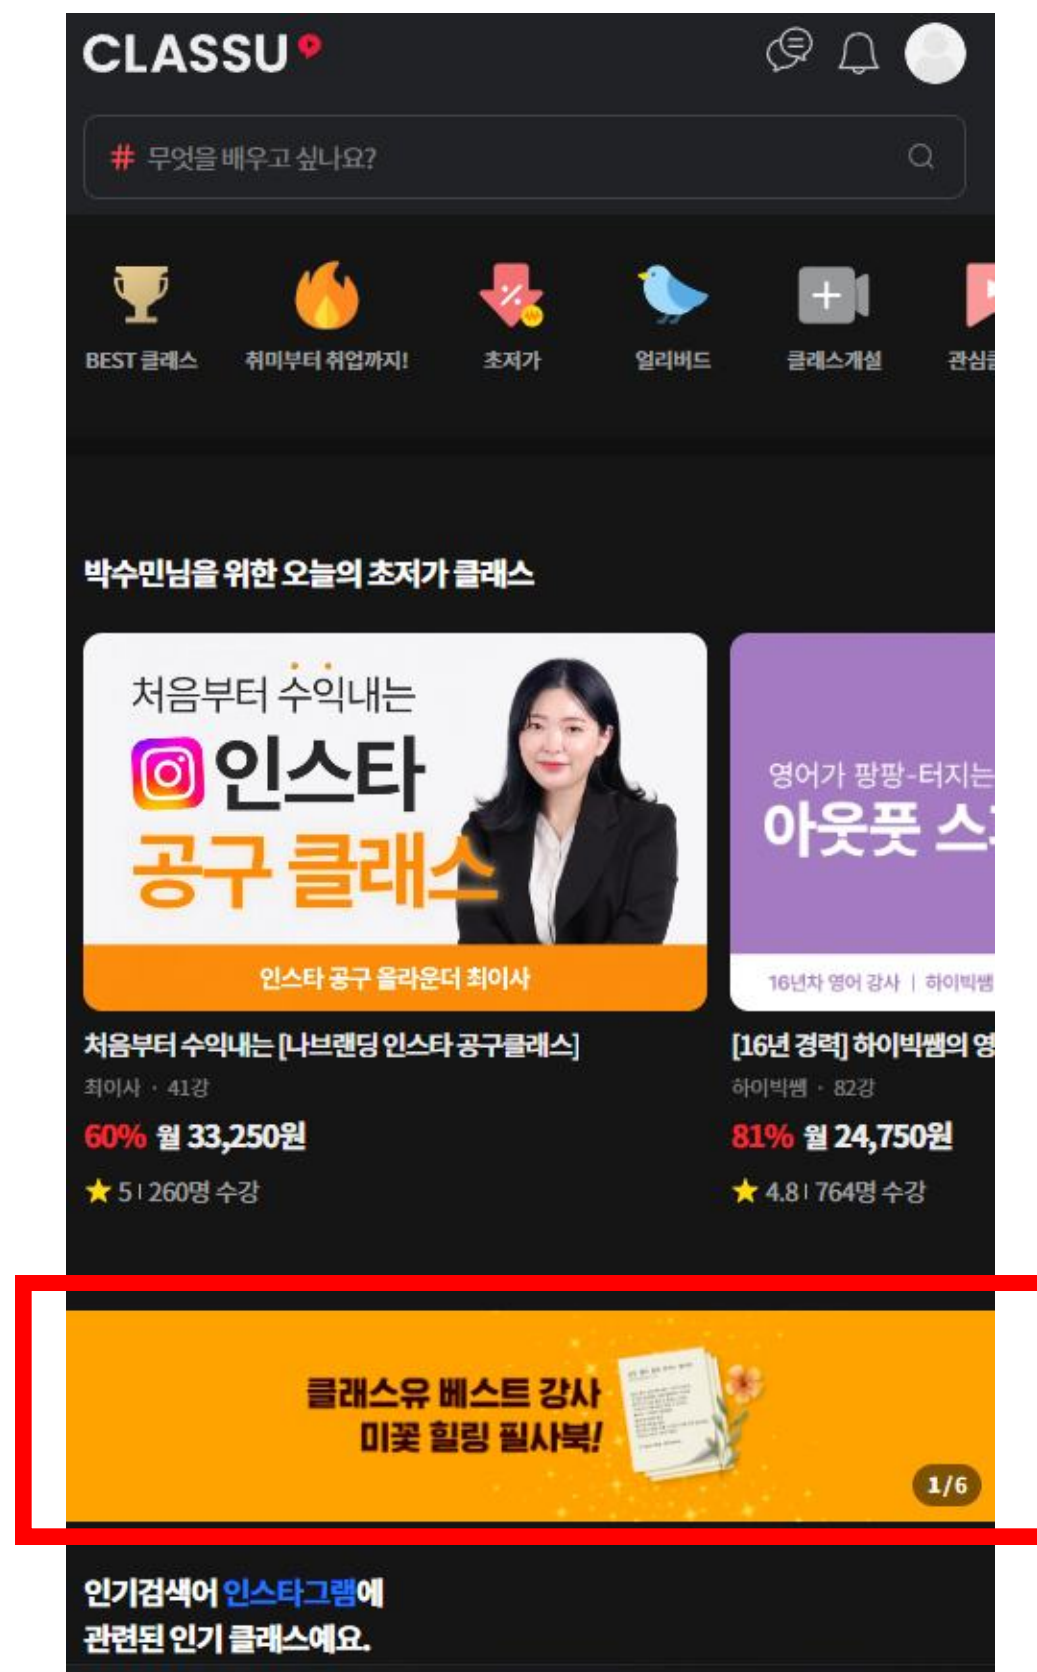 CLASSU
# 무엇을 배우고 싶나요?
BEST 클래스 취미부터 취업까지! 초저가 얼리버드 클래스개설 관심
박수민님을 위한 오늘의 초저가 클래스
처음부터 수익내는
인스타
공구 클래스
인스타 공구 올라운더 최이사
영어가 팡팡-터지는
아웃풋
16년차 영어 강사 | 하이빅쌤
처음부터 수익내는 [나브랜딩 인스타 공구클래스]
최이사 · 41강
60% 월 33,250원
5 | 260명 수강
[16년 경력] 하이빅쌤의 영
하이빅쌤 · 82강
81% 월 24,750원
4.8 | 764명 수강
클래스유 베스트 강사
미꽃 힐링 필사북!
1/6
인기검색어 인스타그램에
관련된 인기 클래스예요.